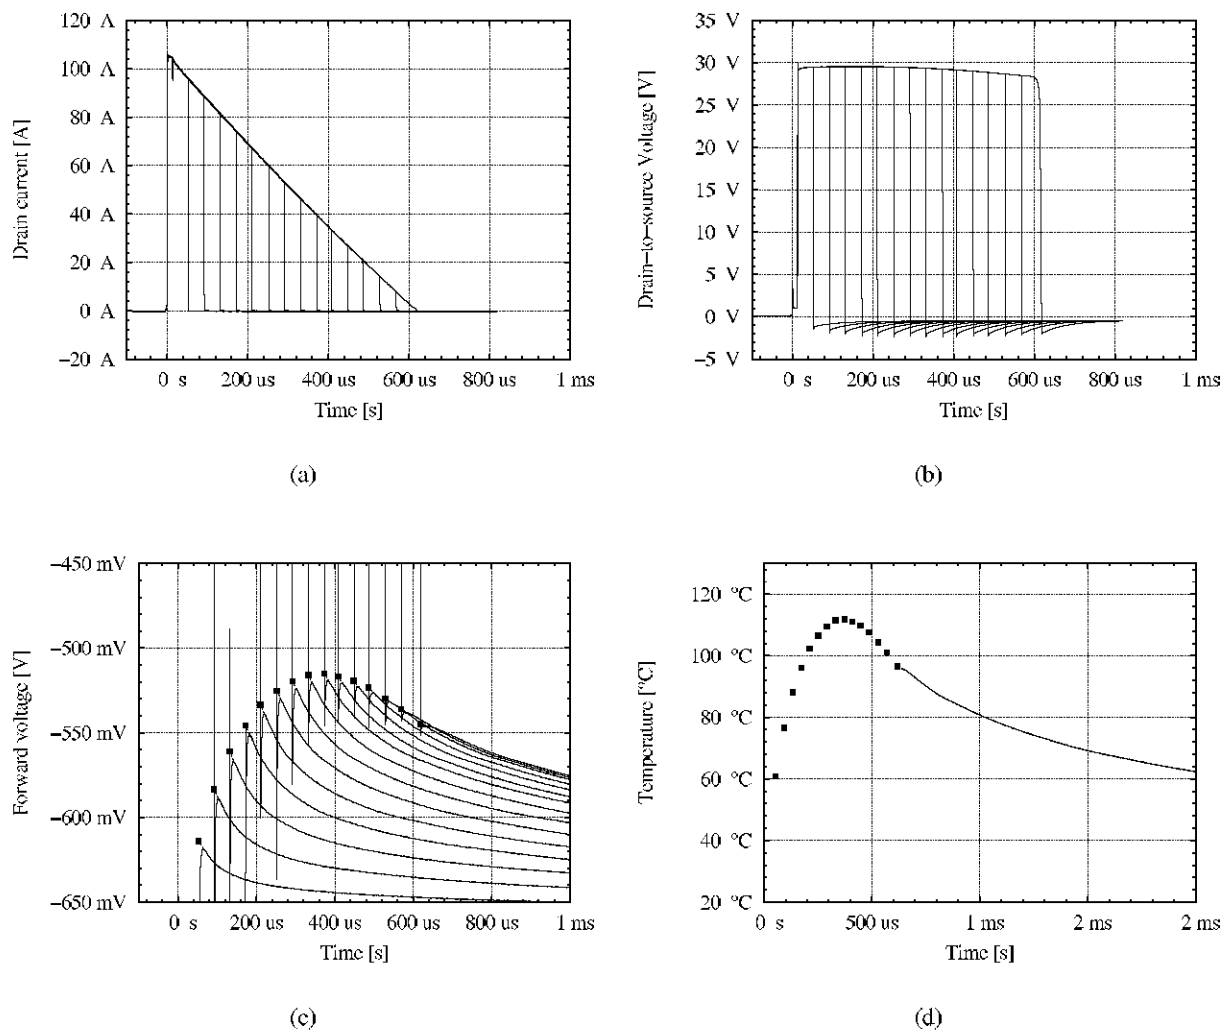 120 A
100 A
80 A
60 A
40 A
20 A
0 A
−20 A
Drain current [A]
0 s
200 us
400 us
600 us
800 us
1 ms
Time [s]
(a)
35 V
30 V
25 V
20 V
15 V
10 V
5 V
0 V
−5 V
Drain−to−source Voltage [V]
0 s
200 us
400 us
600 us
800 us
1 ms
Time [s]
(b)
−450 mV
−500 mV
−550 mV
−600 mV
−650 mV
Forward voltage [V]
0 s
200 us
400 us
600 us
800 us
1 ms
Time [s]
(c)
120 °C
100 °C
80 °C
60 °C
40 °C
20 °C
Temperature [°C]
0 s
500 us
1 ms
2 ms
2 ms
Time [s]
(d)